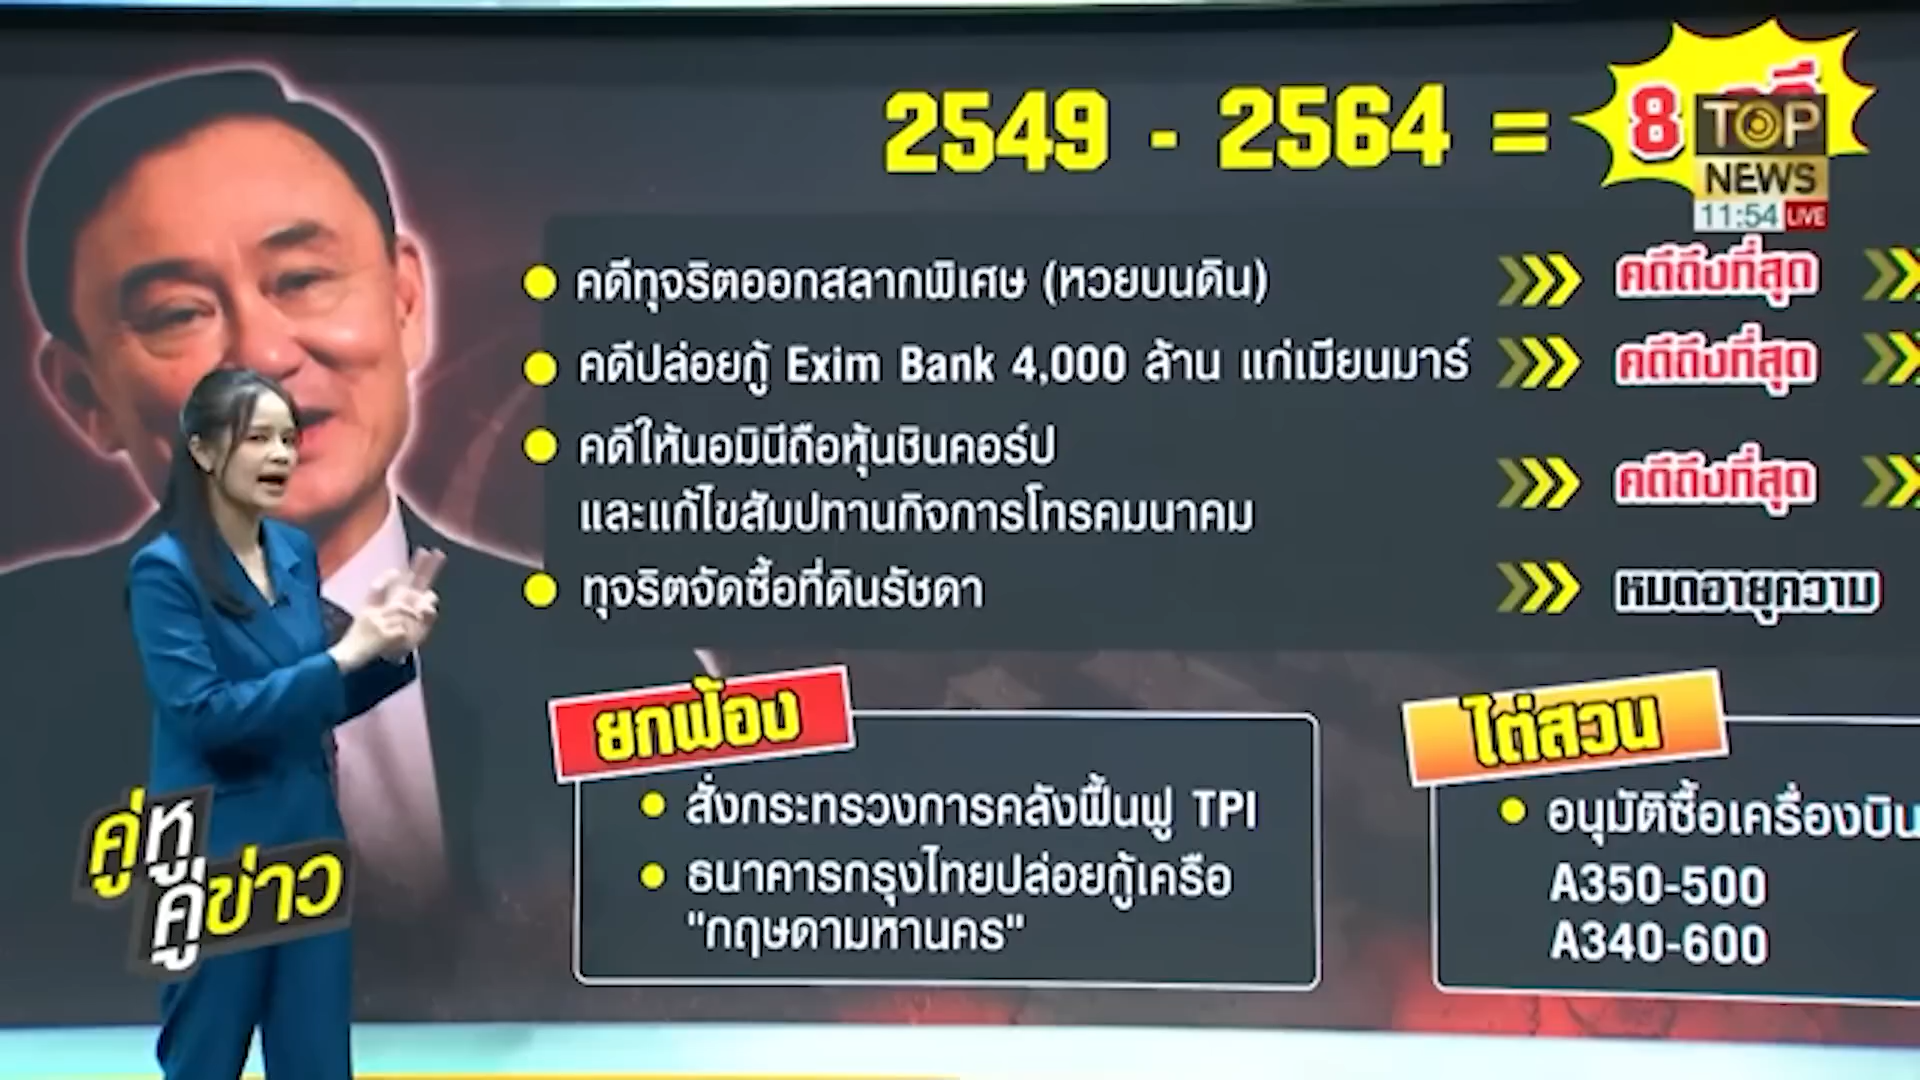 2549 - 2564 = 8
TOP
NEWS
11:54 LIVE
คดีทุจริตออกสลากพิเศษ (หวยบนดิน)
คดีถึงที่สุด
คดีปล่อยกู้ Exim Bank 4,000 ล้าน แก่เมียนมาร์
คดีถึงที่สุด
คดีให้นอมินีถือหุ้นชินคอร์ป
และแก้ไขสัมปทานกิจการโทรคมนาคม
คดีถึงที่สุด
ทุจริตจัดซื้อที่ดินรัชดา
หมดอายุความ
ยกฟ้อง
สั่งกระทรวงการคลังฟื้นฟู TPI
ธนาคารกรุงไทยปล่อยกู้เครือ
"กฤษดามหานคร"
ไต่สวน
อนุมัติซื้อเครื่องบิน
A350-500
A340-600
คู่หู
คู่ข่าว